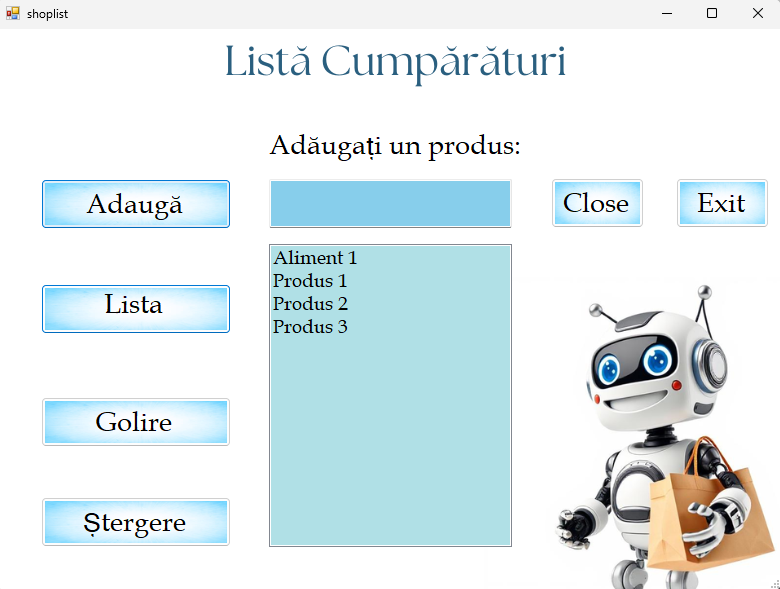 shoplist
Listă Cumpărături
Adăugați un produs:
Adaugă
Close
Exit
Lista
Aliment 1
Produs 1
Produs 2
Produs 3
Golire
Ștergere